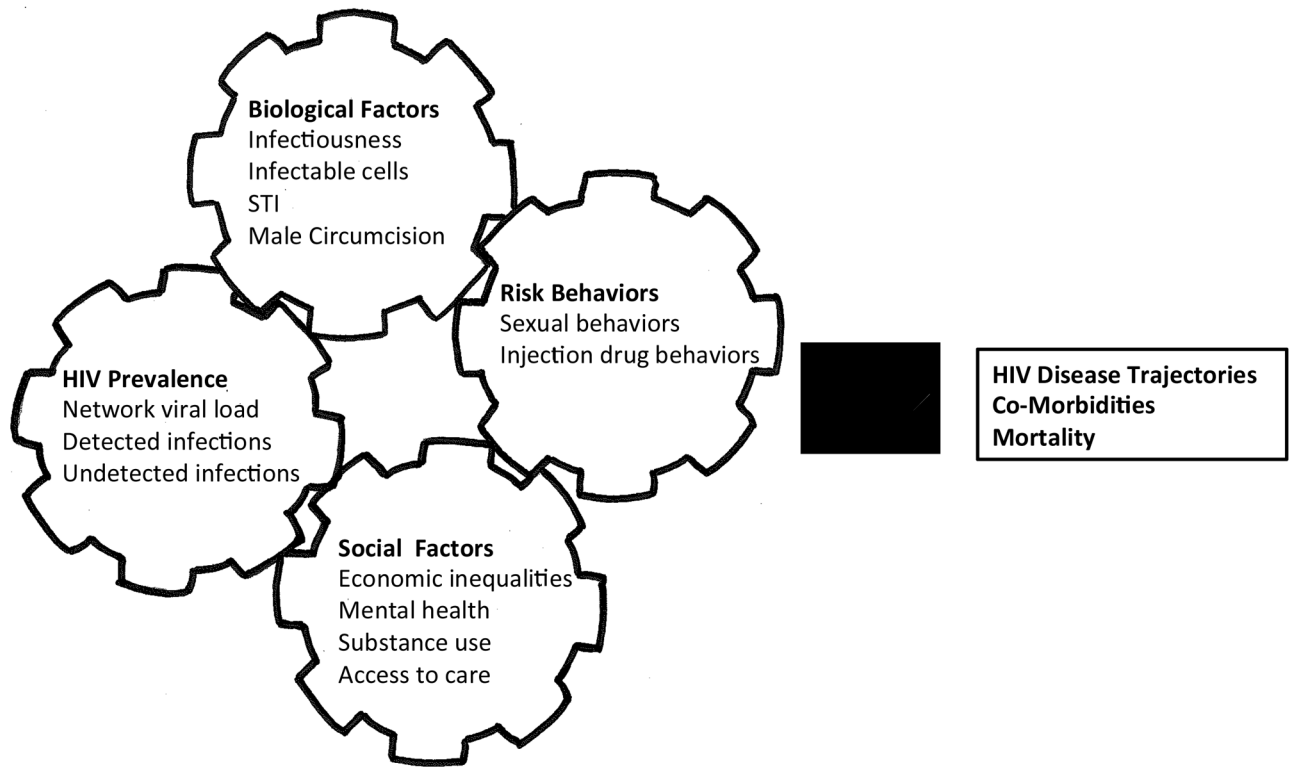 Biological Factors
Infectiousness
Infectable cells
STI
Male Circumcision
Risk Behaviors
Sexual behaviors
Injection drug behaviors
HIV Prevalence
Network viral load
Detected infections
Undetected infections
Social Factors
Economic inequalities
Mental health
Substance use
Access to care
HIV Disease Trajectories
Co-Morbidities
Mortality